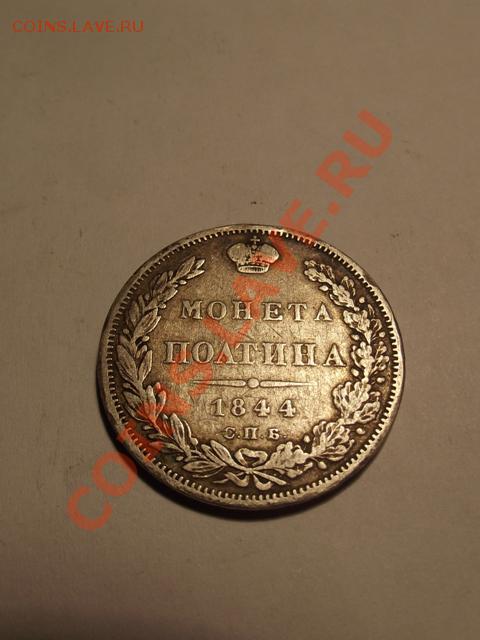 COINS.LAVE.RU
COINS.LAVE.RU
МОНЕТА
ПОЛТИНА
1844
С.П.Б.